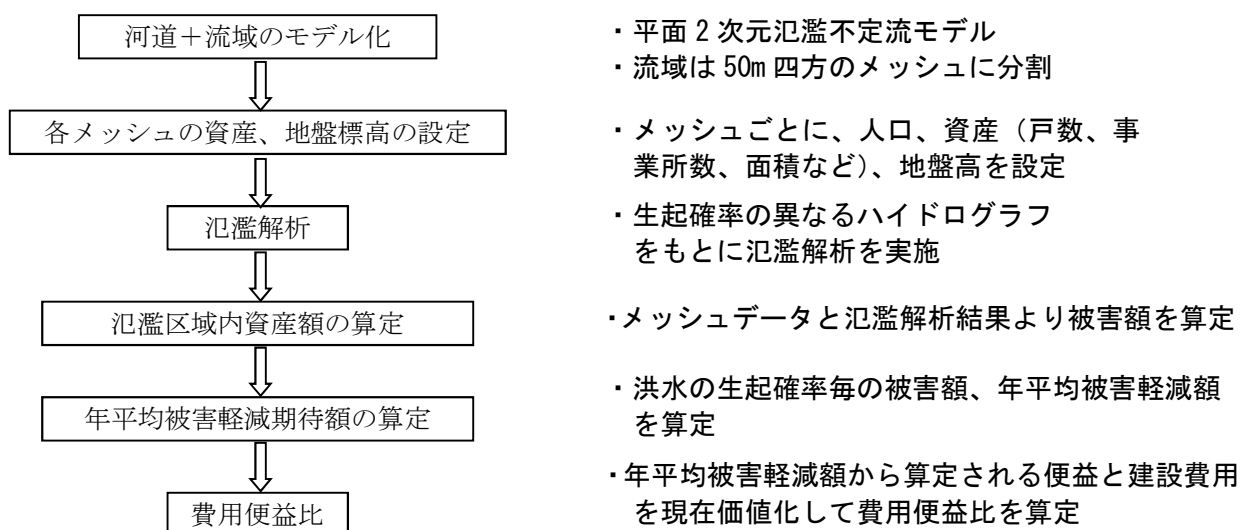 河道＋流域のモデル化
・平面2次元氾濫不定流モデル
・流域は50m四方のメッシュに分割
各メッシュの資産、地盤標高の設定
・メッシュごとに、人口、資産（戸数、事
業所数、面積など）、地盤高を設定
氾濫解析
・生起確率の異なるハイドログラフ
をもとに氾濫解析を実施
氾濫区域内資産額の算定
・メッシュデータと氾濫解析結果より被害額を算定
年平均被害軽減期待額の算定
・洪水の生起確率毎の被害額、年平均被害軽減額
を算定
費用便益比
・年平均被害軽減額から算定される便益と建設費用
を現在価値化して費用便益比を算定